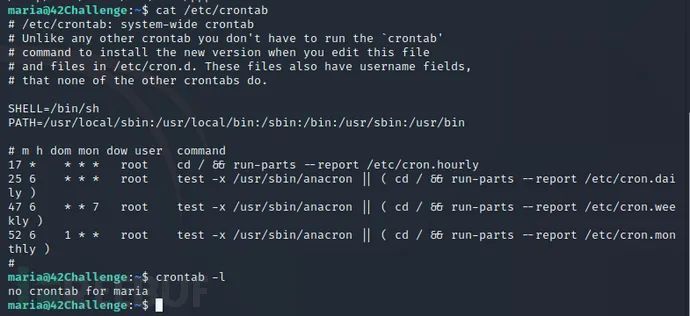 maria@42Challenge:~$ cat /etc/crontab
# /etc/crontab: system-wide crontab
# Unlike any other crontab you don't have to run the `crontab'
# command to install the new version when you edit this file
# and files in /etc/cron.d. These files also have username fields,
# that none of the other crontabs do.

SHELL=/bin/sh
PATH=/usr/local/sbin:/usr/local/bin:/sbin:/bin:/usr/sbin:/usr/bin

# m h dom mon dow user  command
17 *    * * *   root    cd / && run-parts --report /etc/cron.hourly
25 6    * * *   root    test -x /usr/sbin/anacron || ( cd / && run-parts --report /etc/cron.dai
ly )
47 6    * * 7   root    test -x /usr/sbin/anacron || ( cd / && run-parts --report /etc/cron.wee
kly )
52 6    1 * *   root    test -x /usr/sbin/anacron || ( cd / && run-parts --report /etc/cron.mon
thly )
#
maria@42Challenge:~$ crontab -l
no crontab for maria
maria@42Challenge:~$